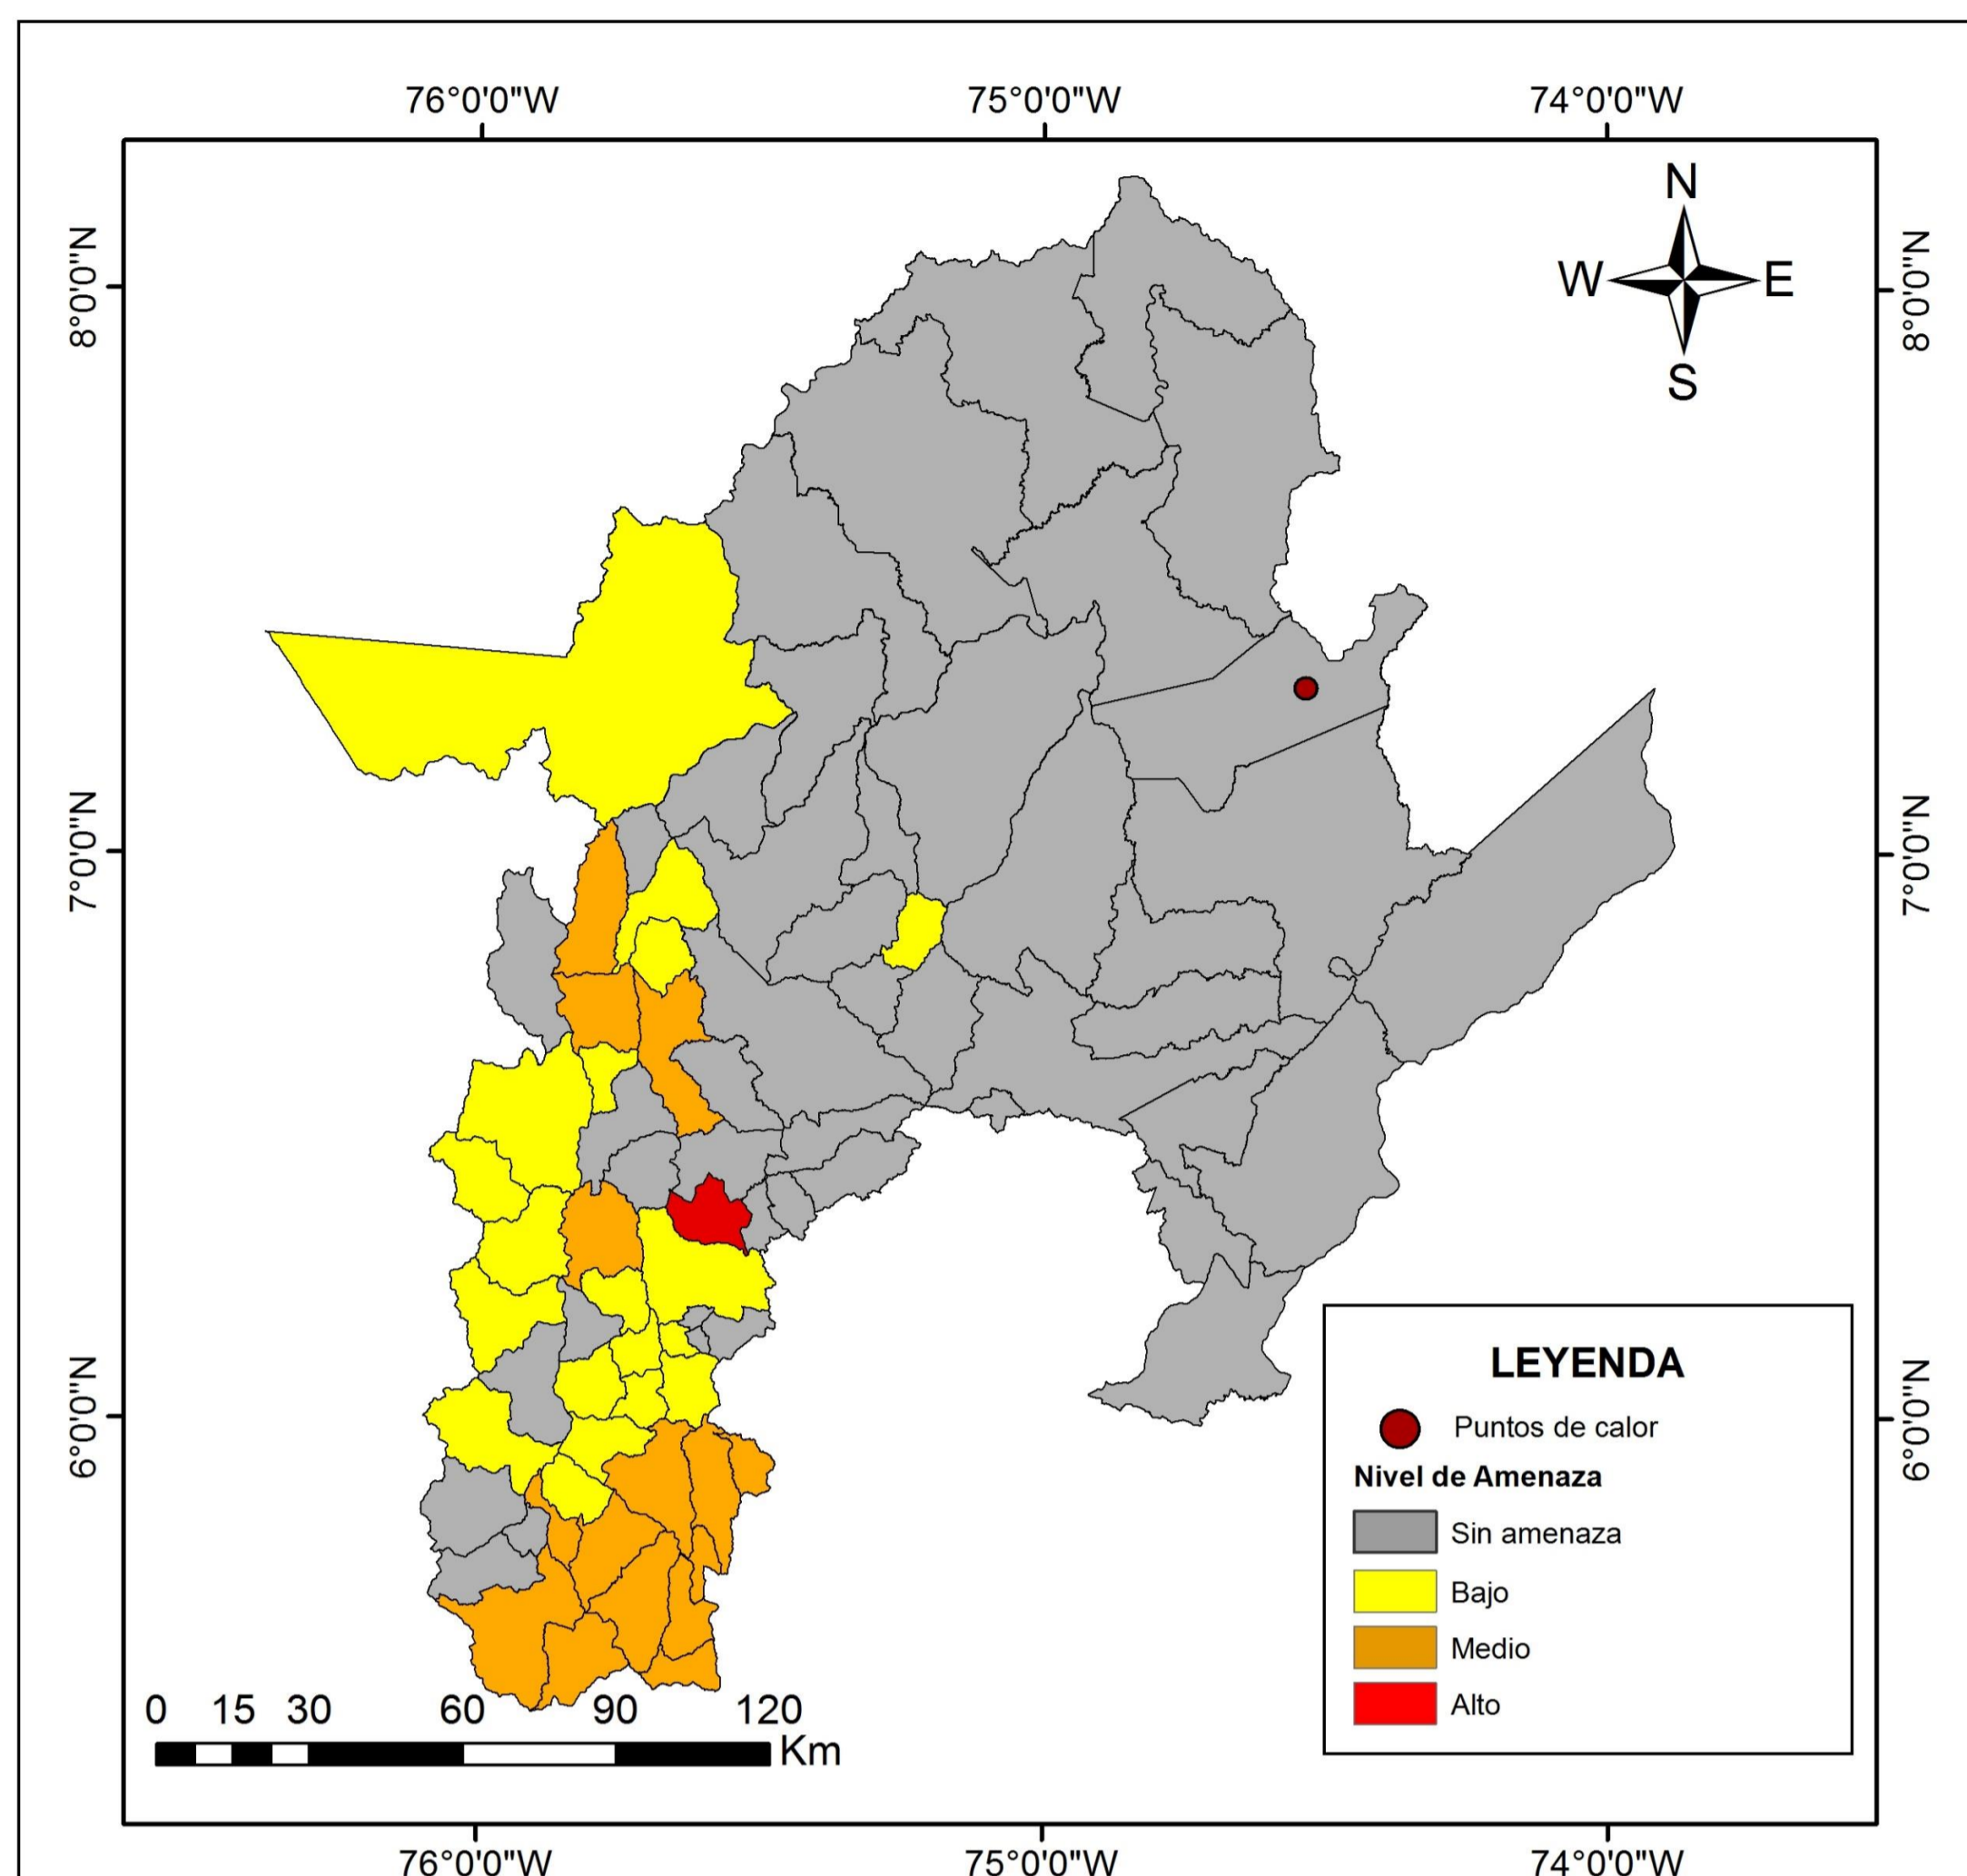 76°0'0"W 75°0'0"W 74°0'0"W
N
W E
S
8°0'0"N 8°0'0"N
7°0'0"N 7°0'0"N
6°0'0"N 6°0'0"N
LEYENDA
Puntos de calor
Nivel de Amenaza
Sin amenaza
Bajo
Medio
Alto
0 15 30 60 90 120
Km
76°0'0"W 75°0'0"W 74°0'0"W